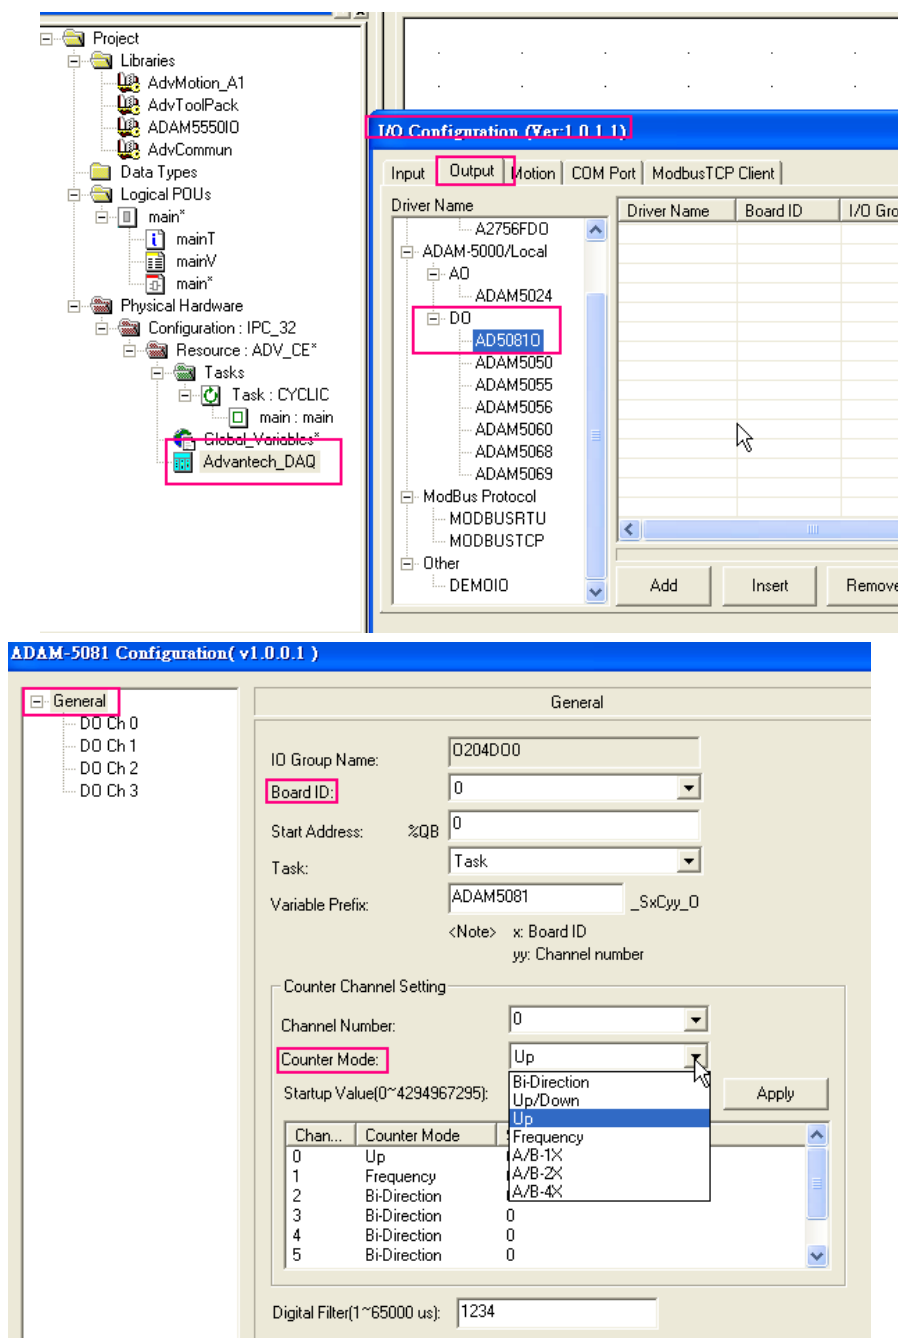 Project
Libraries
AdvMotion_A1
AdvToolPack
ADAM5550IO
AdvCommun
Data Types
Logical POUs
main*
mainT
mainV
main*
Physical Hardware
Configuration : IPC_32
Resource : ADV_CE*
Tasks
Task : CYCLIC
main : main
Global_Variables*
Advantech_DAQ
I/O Configuration (Ver:1.0.1.1)
Input Output Motion COM Port ModbusTCP Client
Driver Name
A2756FDO
ADAM-5000/Local
AO
ADAM5024
DO
AD5081O
ADAM5050
ADAM5055
ADAM5056
ADAM5060
ADAM5068
ADAM5069
ModBus Protocol
MODBUSRTU
MODBUSTCP
Other
DEMOIO
Driver Name Board ID I/O Gro
Add Insert Remove
ADAM-5081 Configuration( v1.0.0.1 )
General
DO Ch 0
DO Ch 1
DO Ch 2
DO Ch 3
General
IO Group Name: O204DO0
Board ID: 0
Start Address: %QB 0
Task: Task
Variable Prefix: ADAM5081 _SxCyy_O
<Note> x: Board ID
yy: Channel number
Counter Channel Setting
Channel Number: 0
Counter Mode: Up
Startup Value(0~4294967295):
Bi-Direction
Up/Down
Up
Frequency
A/B-1X
A/B-2X
A/B-4X
Apply
Chan... Counter Mode
0 Up
1 Frequency
2 Bi-Direction
3 Bi-Direction 0
4 Bi-Direction 0
5 Bi-Direction 0
Digital Filter(1~65000 us): 1234